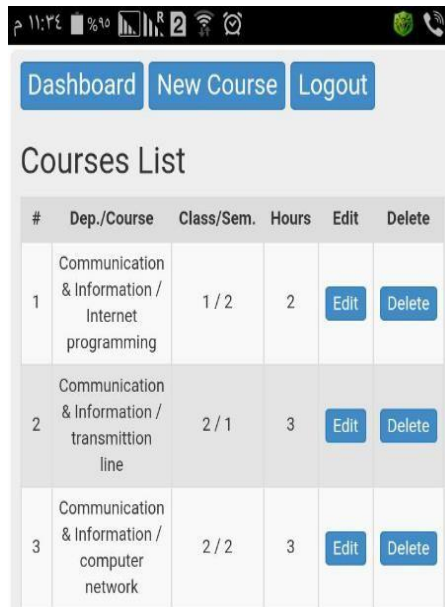 م ١١:٣٤ %٩٠ R 2
Dashboard New Course Logout
Courses List
# Dep./Course Class/Sem. Hours Edit Delete
Communication
& Information /
1 Internet 1 / 2 2 Edit Delete
programming
Communication
& Information /
2 transmittion 2 / 1 3 Edit Delete
line
Communication
& Information /
3 computer 2 / 2 3 Edit Delete
network